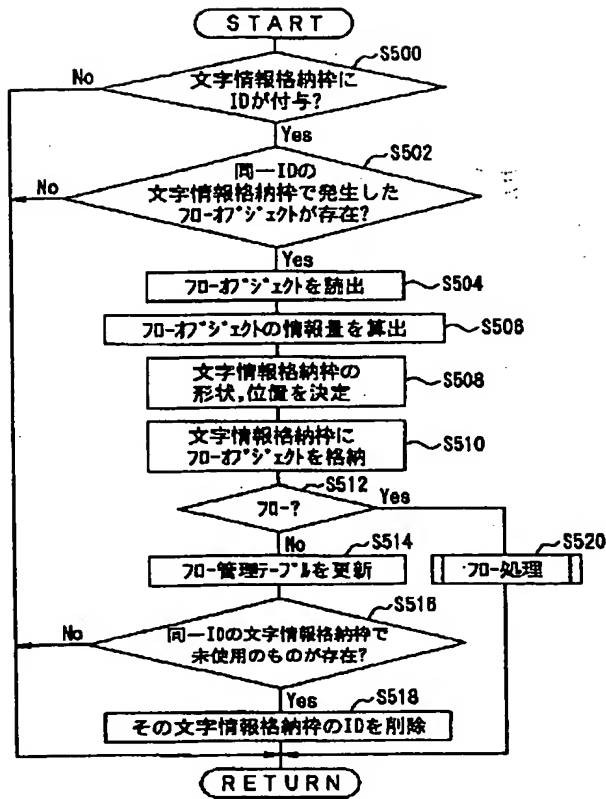 START
S500
No
文字情報格納枠に
IDが付与?
Yes
S502
No
同一IDの
文字情報格納枠で発生した
フローオブジェクトが存在?
Yes
フローオブジェクトを読出
S504
フローオブジェクトの情報量を算出
S506
文字情報格納枠の
形状,位置を決定
S508
文字情報格納枠に
フローオブジェクトを格納
S510
S512
フロー?
Yes
No
S514
フロー管理テーブルを更新
S520
フロー処理
S516
No
同一IDの文字情報格納枠で
未使用のものが存在?
Yes
S518
その文字情報格納枠のIDを削除
RETURN